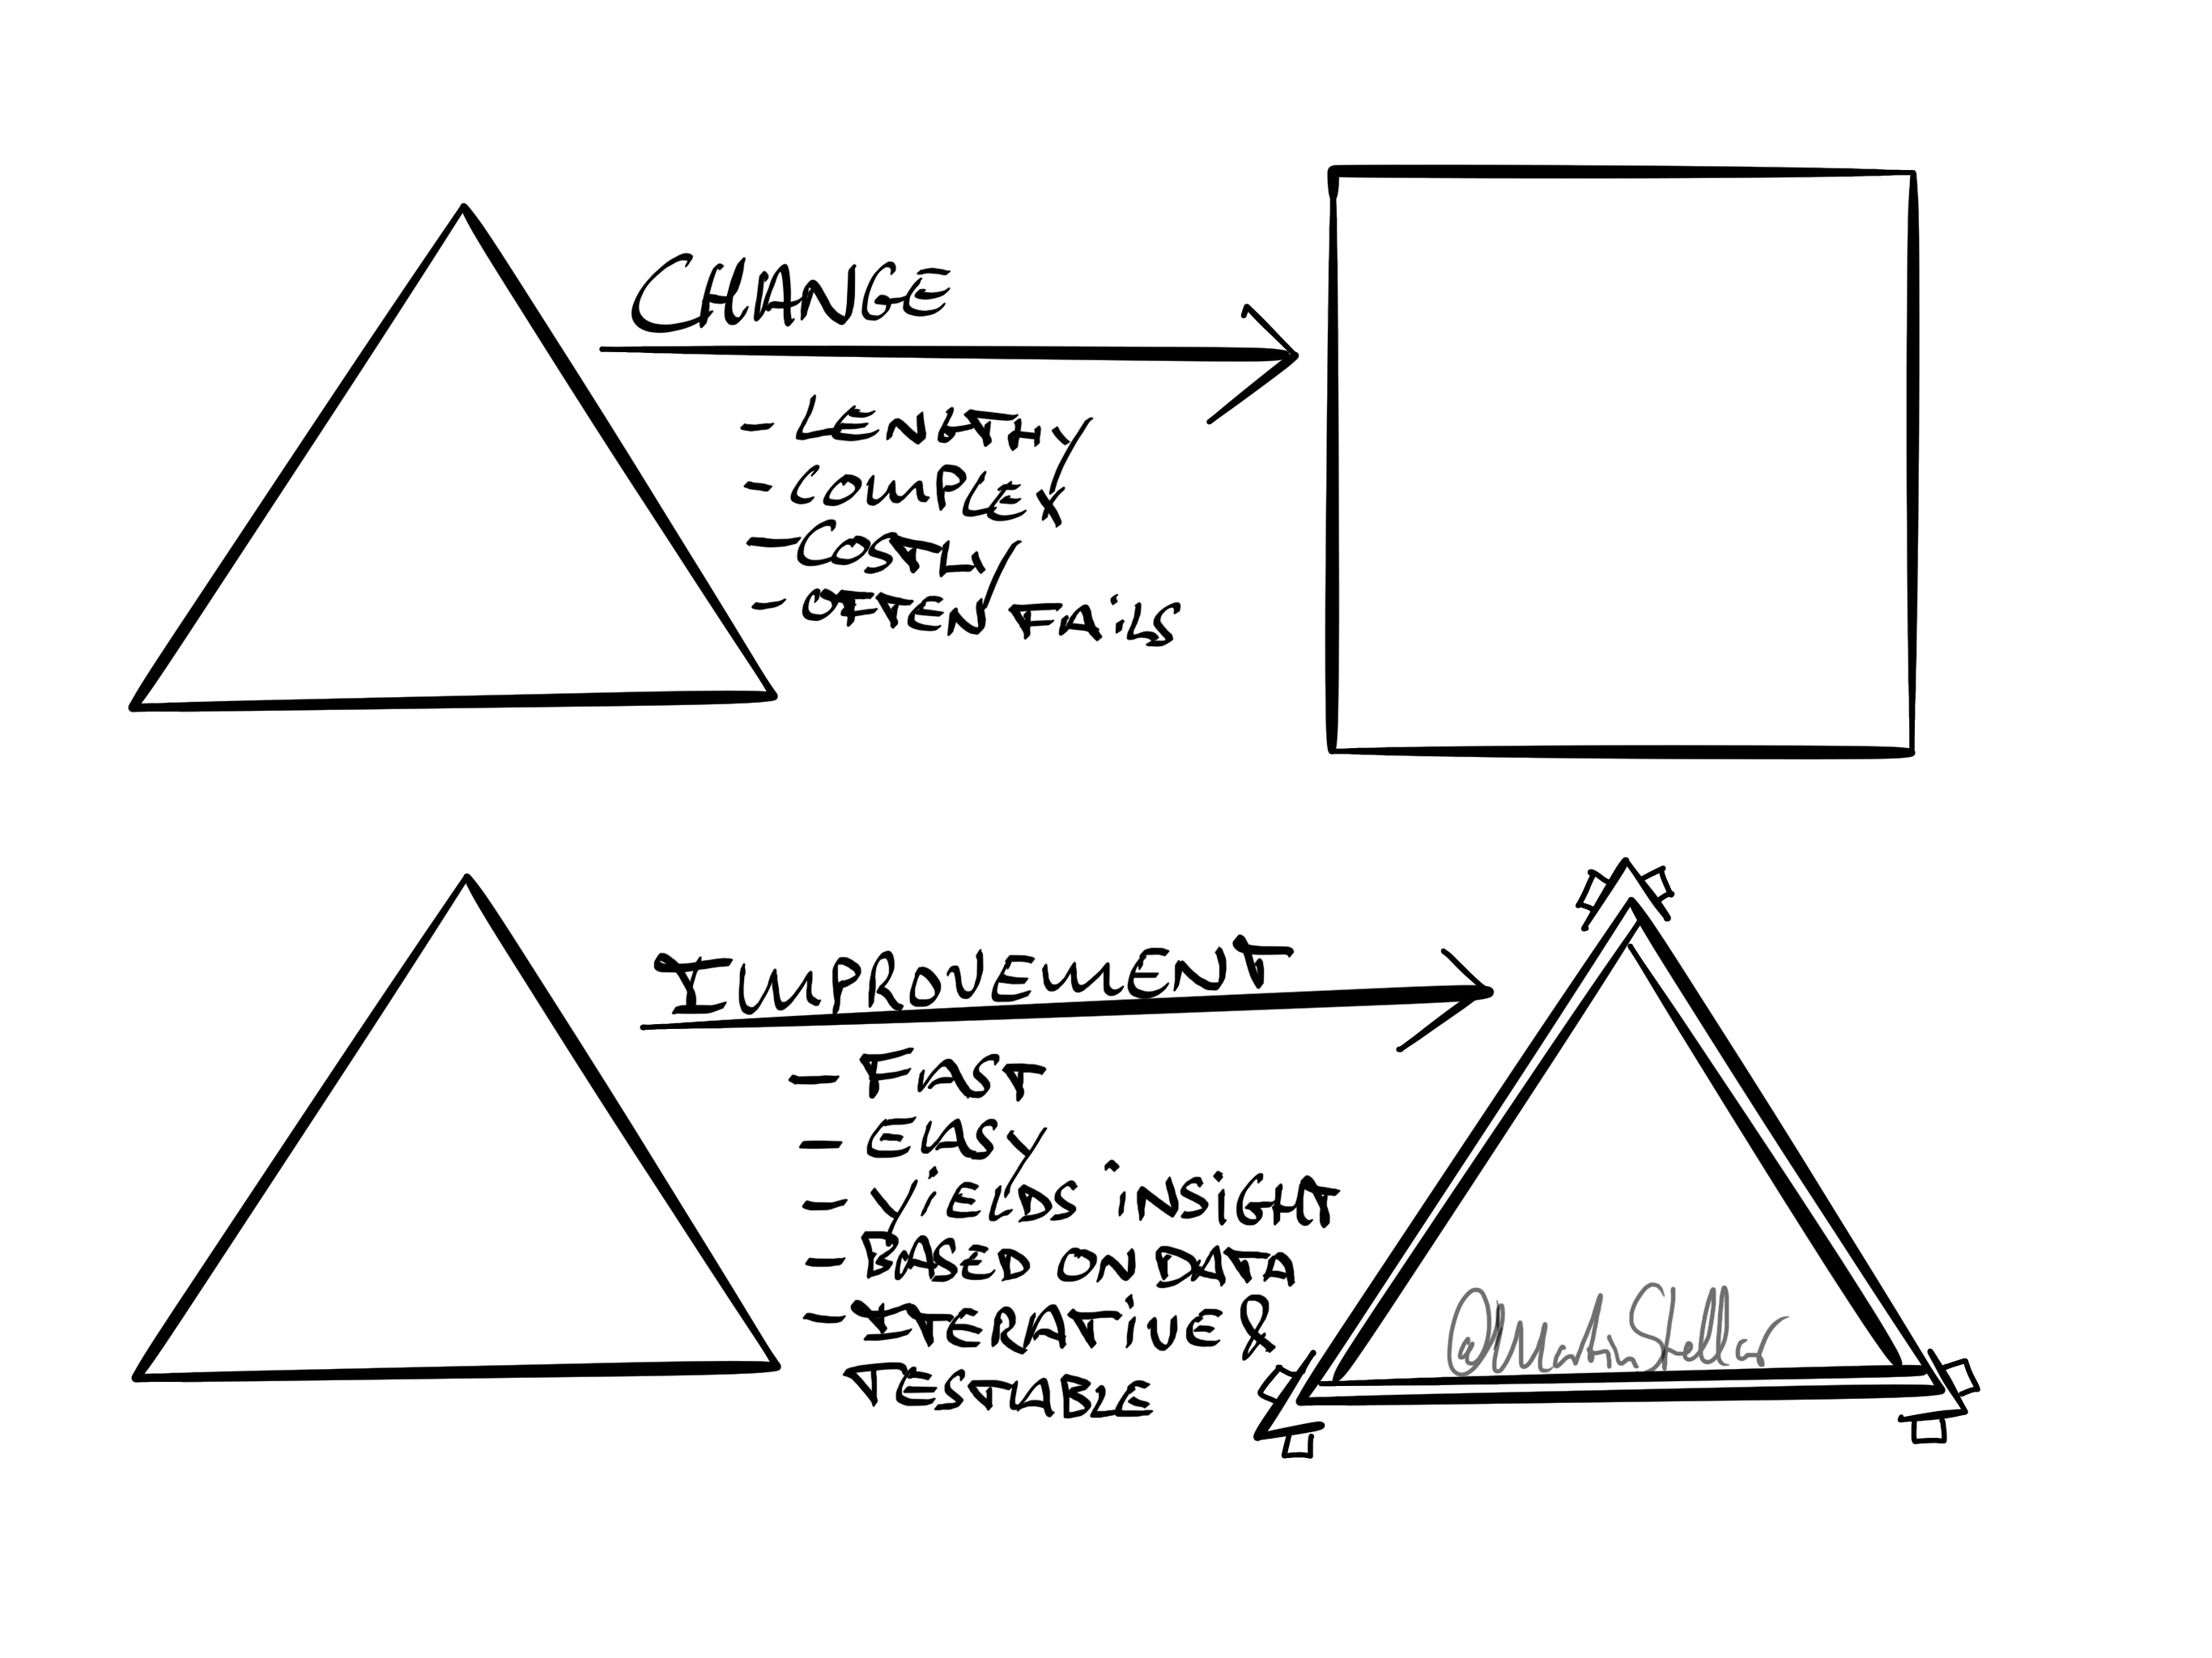 CHANGE
- LENGTHY
- COMPLEX
- COSTLY
- OFTEN FAiLS
IMPROVEMENT
- FAST
- EASY
- YiELDS iNSiGHT
- BASED ON DATA
- ITERATiVE &
TESTABLE
@MartinStellar